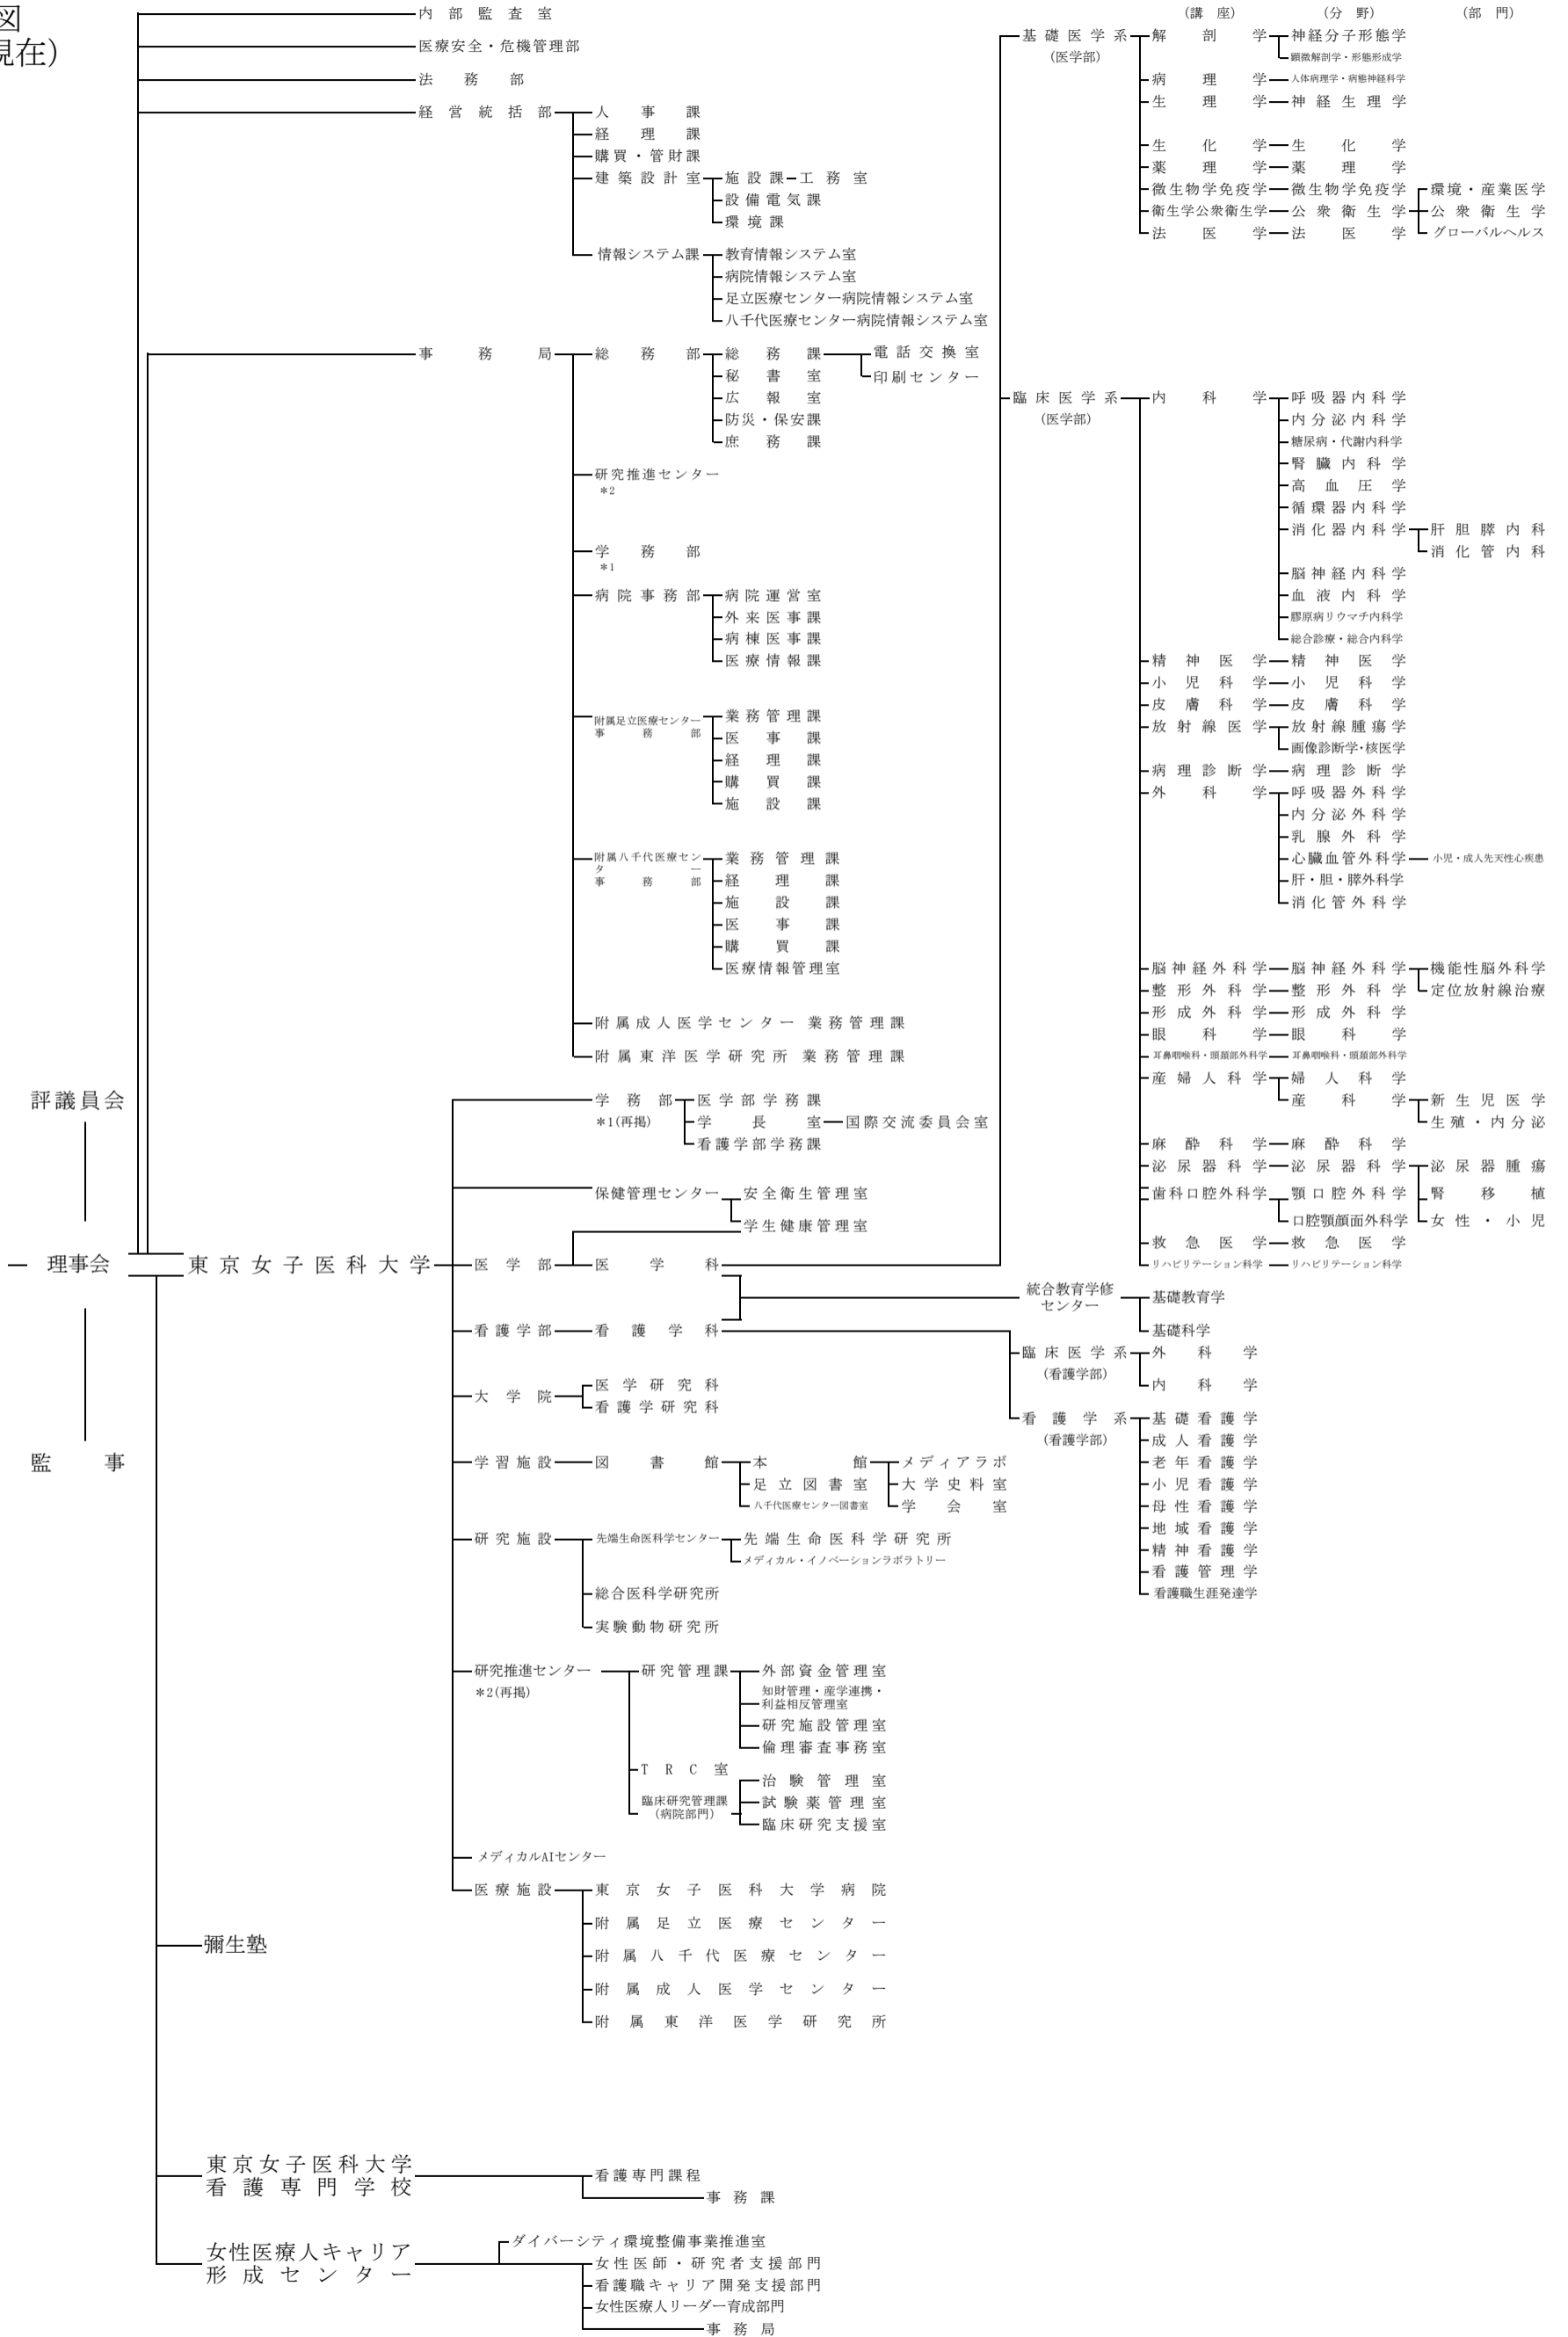 図
現在）
内部監査室
医療安全・危機管理部
法務部
経営統括部
人事課
経理課
購買・管財課
建築設計室
施設課
工務室
設備電気課
環境課
情報システム課
教育情報システム室
病院情報システム室
足立医療センター病院情報システム室
八千代医療センター病院情報システム室
事務局
総務部
総務課
電話交換室
印刷センター
秘書室
広報室
防災・保安課
庶務課
研究推進センター
＊2
学務部
＊1
病院事務部
病院運営室
外来医事課
病棟医事課
医療情報課
附属足立医療センター
事務部
業務管理課
医事課
経理課
購買課
施設課
附属八千代医療セン
ター
事務部
業務管理課
経理課
施設課
医事課
購買課
医療情報管理室
附属成人医学センター 業務管理課
附属東洋医学研究所 業務管理課
評議員会
理事会
監事
東京女子医科大学
学務部
＊1(再掲)
医学部学務課
学長室
国際交流委員会室
看護学部学務課
保健管理センター
安全衛生管理室
学生健康管理室
医学部
医学科
看護学部
看護学科
大学院
医学研究科
看護学研究科
学習施設
図書館
本館
メディアラボ
足立図書室
大学史料室
八千代医療センター図書室
学会室
研究施設
先端生命医科学センター
先端生命医科学研究所
メディカル・イノベーションラボラトリー
総合医科学研究所
実験動物研究所
研究推進センター
＊2(再掲)
研究管理課
外部資金管理室
知財管理・産学連携・
利益相反管理室
研究施設管理室
倫理審査事務室
TRC室
臨床研究管理課
（病院部門）
治験管理室
試験薬管理室
臨床研究支援室
メディカルAIセンター
医療施設
東京女子医科大学病院
附属足立医療センター
附属八千代医療センター
附属成人医学センター
附属東洋医学研究所
彌生塾
東京女子医科大学
看護専門学校
看護専門課程
事務課
女性医療人キャリア
形成センター
ダイバーシティ環境整備事業推進室
女性医師・研究者支援部門
看護職キャリア開発支援部門
女性医療人リーダー育成部門
事務局
（講座）
（分野）
（部門）
基礎医学系
（医学部）
解剖学
神経分子形態学
顕微解剖学・形態形成学
病理学
人体病理学・病態神経科学
生理学
神経生理学
生化学
生化学
薬理学
薬理学
微生物学免疫学
微生物学免疫学
環境・産業医学
衛生学公衆衛生学
公衆衛生学
公衆衛生学
法医学
法医学
グローバルヘルス
臨床医学系
（医学部）
内科学
呼吸器内科学
内分泌内科学
糖尿病・代謝内科学
腎臓内科学
高血圧学
循環器内科学
消化器内科学
肝胆膵内科
消化管内科
脳神経内科学
血液内科学
膠原病リウマチ内科学
総合診療・総合内科学
精神医学
精神医学
小児科学
小児科学
皮膚科学
皮膚科学
放射線医学
放射線腫瘍学
画像診断学・核医学
病理診断学
病理診断学
外科学
呼吸器外科学
内分泌外科学
乳腺外科学
心臓血管外科学
小児・成人先天性心疾患
肝・胆・膵外科学
消化管外科学
脳神経外科学
脳神経外科学
機能性脳外科学
整形外科学
整形外科学
定位放射線治療
形成外科学
形成外科学
眼科学
眼科学
耳鼻咽喉科・頭頸部外科学
耳鼻咽喉科・頭頸部外科学
産婦人科学
婦人科学
産科学
新生児医学
生殖・内分泌
麻酔科学
麻酔科学
泌尿器科学
泌尿器科学
泌尿器腫瘍
歯科口腔外科学
顎口腔外科学
腎移植
口腔顎顔面外科学
女性・小児
救急医学
救急医学
リハビリテーション科学
リハビリテーション科学
統合教育学修
センター
基礎教育学
基礎科学
臨床医学系
（看護学部）
外科学
内科学
看護学系
（看護学部）
基礎看護学
成人看護学
老年看護学
小児看護学
母性看護学
地域看護学
精神看護学
看護管理学
看護職生涯発達学